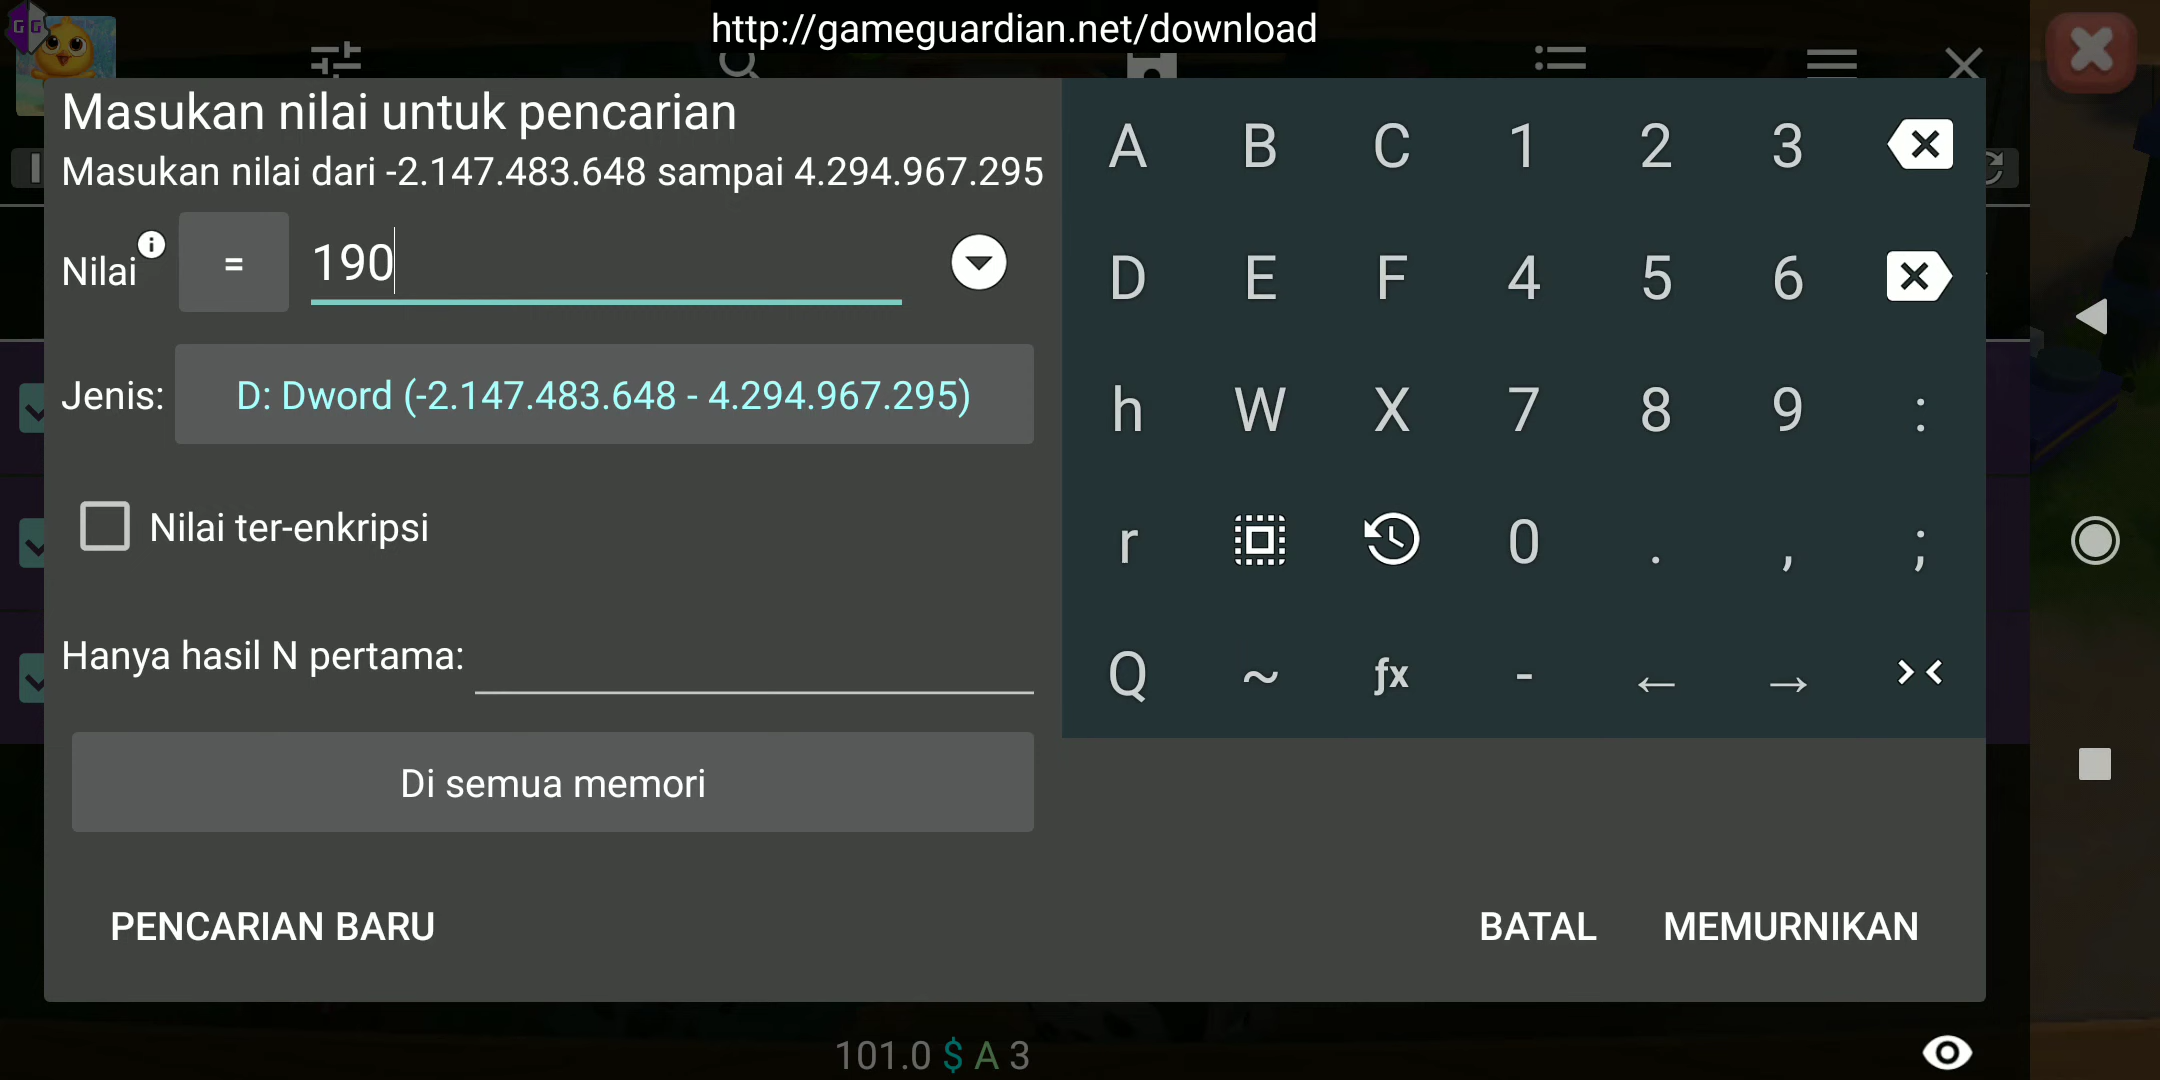 http://gameguardian.net/download
GG
Masukan nilai untuk pencarian
Masukan nilai dari -2.147.483.648 sampai 4.294.967.295
Nilai i = 190
Jenis: D: Dword (-2.147.483.648 - 4.294.967.295)
Nilai ter-enkripsi
Hanya hasil N pertama:
Di semua memori
PENCARIAN BARU
A B C 1 2 3
D E F 4 5 6
h W X 7 8 9 :
r 0 . , ;
Q ~ ƒx - ← → › ‹
BATAL MEMURNIKAN
101.0 $ A 3